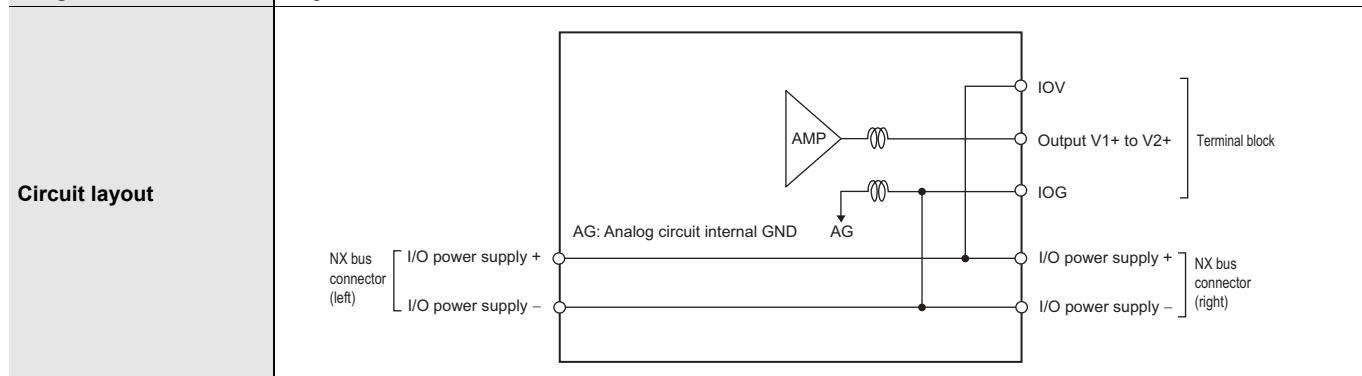 Circuit layout
IOV
AMP
Output V1+ to V2+
Terminal block
IOG
AG: Analog circuit internal GND
AG
NX bus
connector
(left)
I/O power supply +
I/O power supply −
I/O power supply +
I/O power supply −
NX bus
connector
(right)